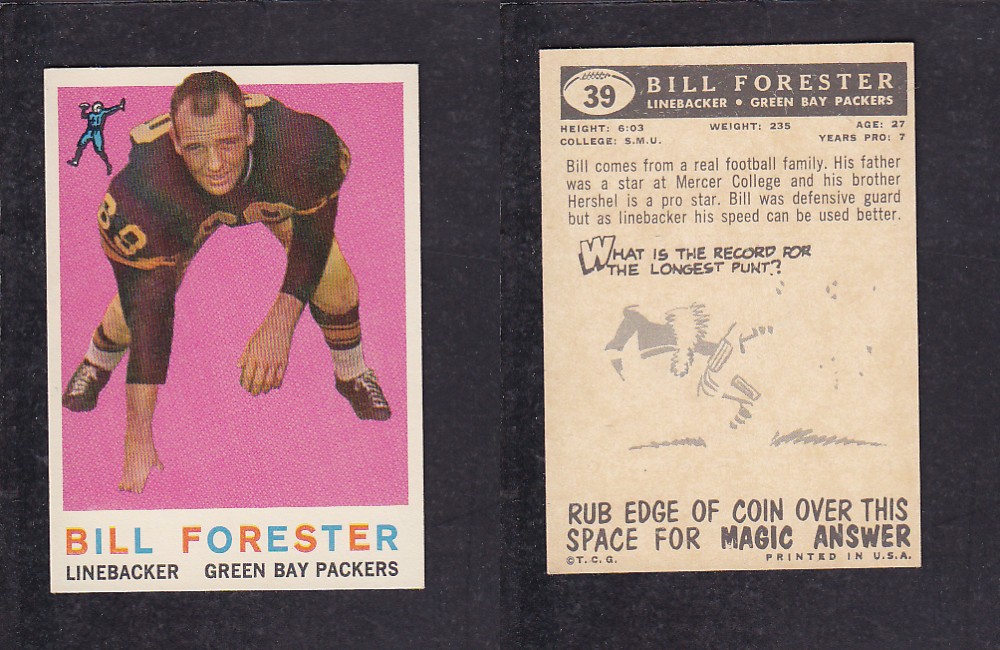 88
BILL FORESTER
LINEBACKER GREEN BAY PACKERS
39
BILL FORESTER
LINEBACKER • GREEN BAY PACKERS
HEIGHT: 6:03 WEIGHT: 235 AGE: 27
COLLEGE: S.M.U. YEARS PRO: 7
Bill comes from a real football family. His father
was a star at Mercer College and his brother
Hershel is a pro star. Bill was defensive guard
but as linebacker his speed can be used better.
WHAT IS THE RECORD FOR
THE LONGEST PUNT?
RUB EDGE OF COIN OVER THIS
SPACE FOR MAGIC ANSWER
©T.C.G. PRINTED IN U.S.A.